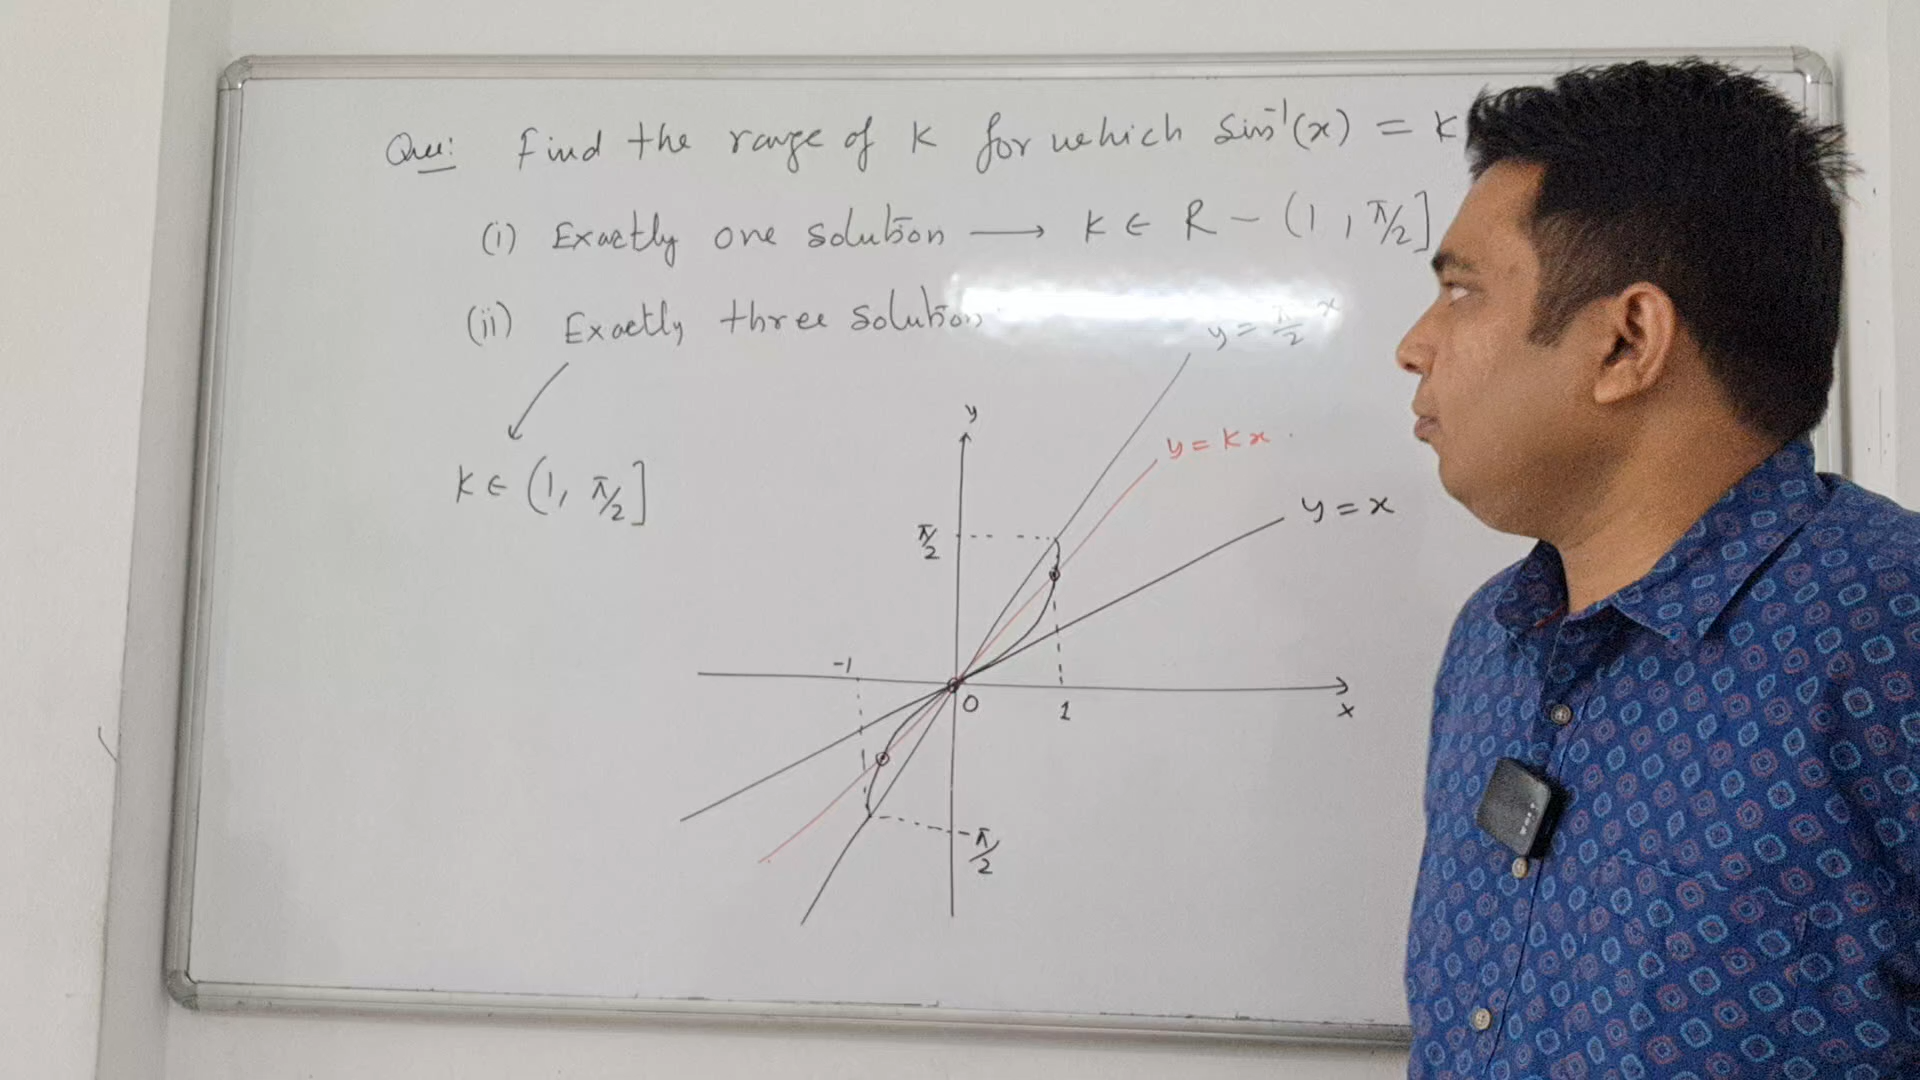 Que: Find the range of K for which sin⁻¹(x) = K
(i) Exactly one solution → K ∈ R − (1, π/2]
(ii) Exactly three solution
K ∈ (1, π/2]
y = π/2 x
y
y = Kx
y = x
π/2
-1
0
1
x
π/2